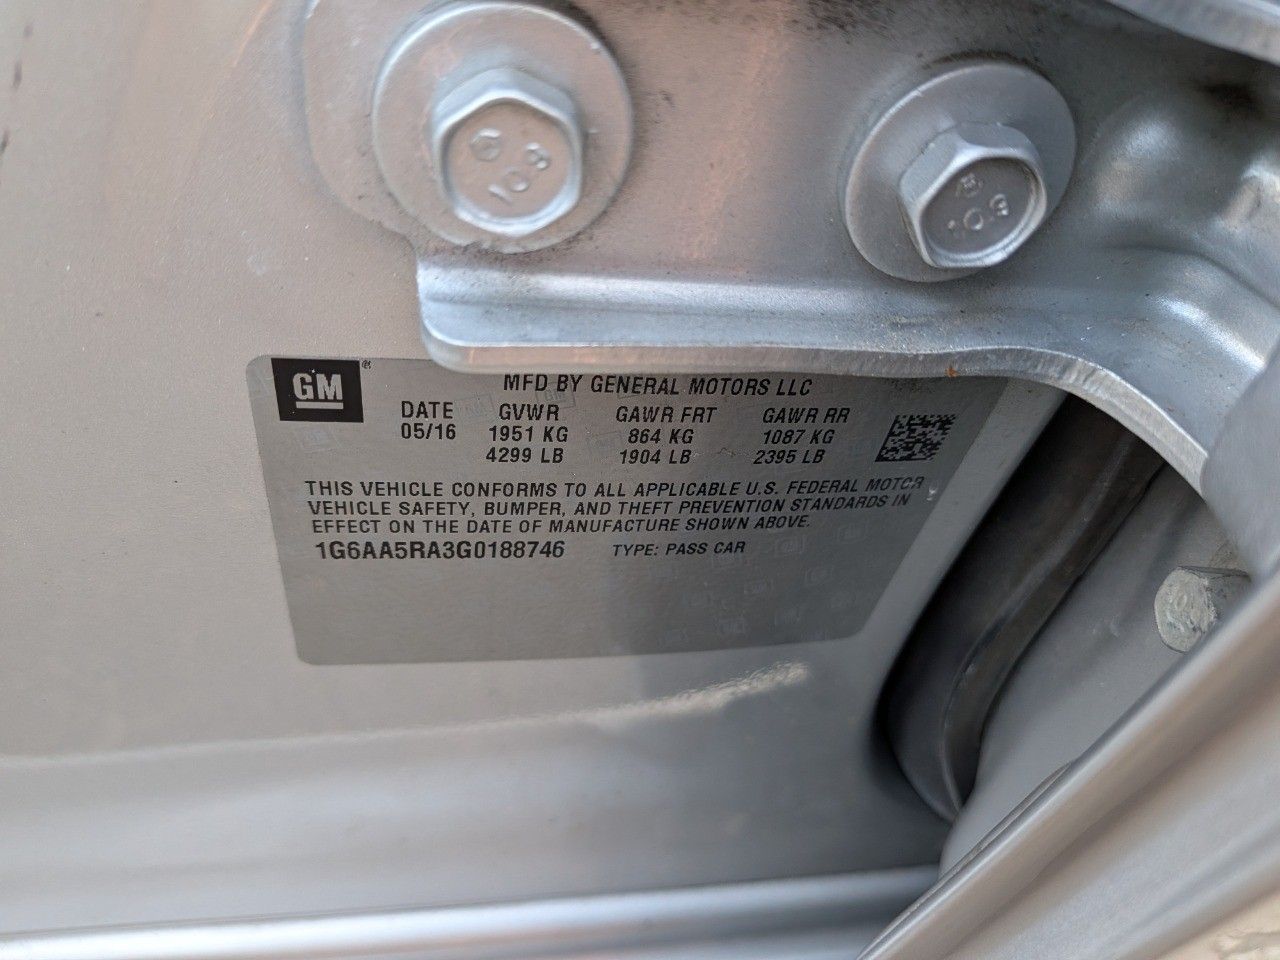 8
10.9
8
10.9
GM ®
MFD BY GENERAL MOTORS LLC
DATE GVWR GAWR FRT GAWR RR
05/16 1951 KG 864 KG 1087 KG
4299 LB 1904 LB 2395 LB
THIS VEHICLE CONFORMS TO ALL APPLICABLE U.S. FEDERAL MOTOR
VEHICLE SAFETY, BUMPER, AND THEFT PREVENTION STANDARDS IN
EFFECT ON THE DATE OF MANUFACTURE SHOWN ABOVE.
1G6AA5RA3G0188746 TYPE: PASS CAR